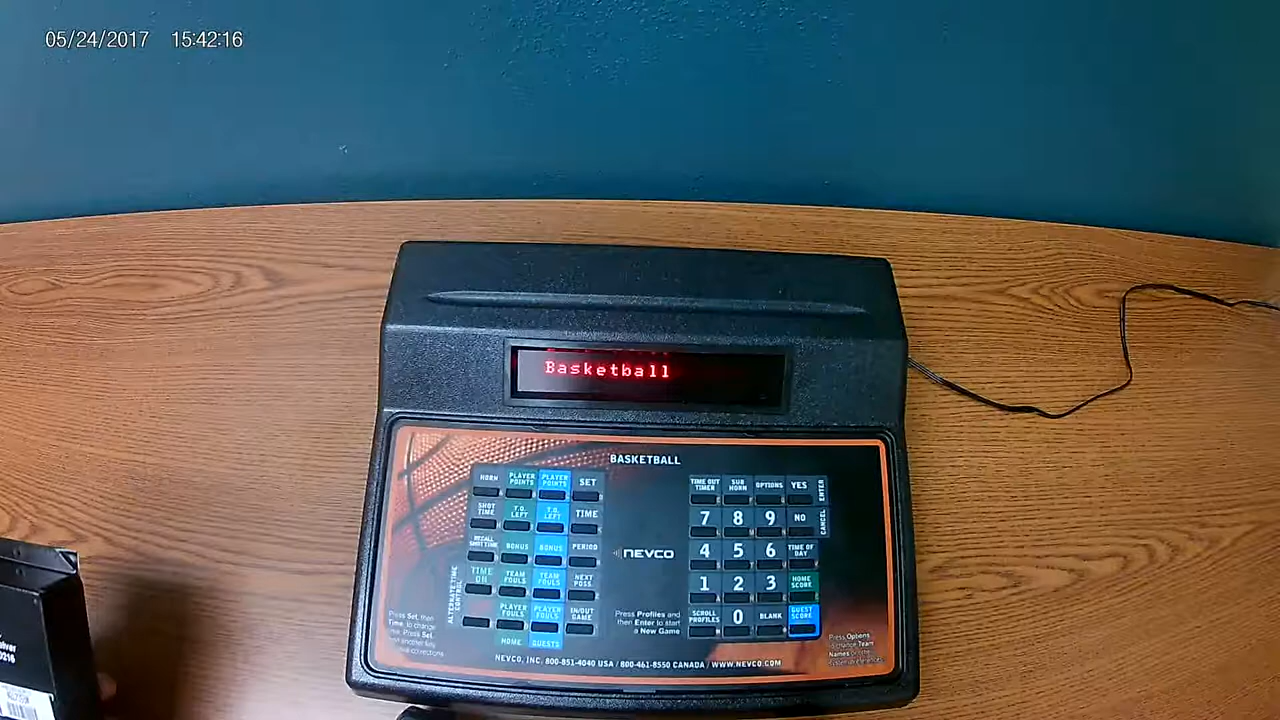 05/24/2017 15:42:16
Basketball
BASKETBALL
HORN
PLAYER POINTS
PLAYER POINTS
SET
SHOT TIME
T.O. LEFT
T.O. LEFT
TIME
RECALL SHOT TIME
BONUS
BONUS
PERIOD
TIME ON
TEAM FOULS
TEAM FOULS
NEXT POSS.
ALTERNATE TIME CONTROL
PLAYER FOULS
PLAYER FOULS
IN/OUT GAME
HOME
GUESTS
NEVCO
TIME OUT TIMER
SUB HORN
OPTIONS
YES
ENTER
7
8
9
NO
CANCEL
4
5
6
TIME OF DAY
1
2
3
HOME SCORE
SCROLL PROFILES
0
BLANK
GUEST SCORE
Press Set, then
Press Profiles and
then Enter to start
a New Game
Press Options
to change Team
NEVCO, INC. 800-851-4040 USA / 800-461-8550 CANADA / WWW.NEVCO.COM